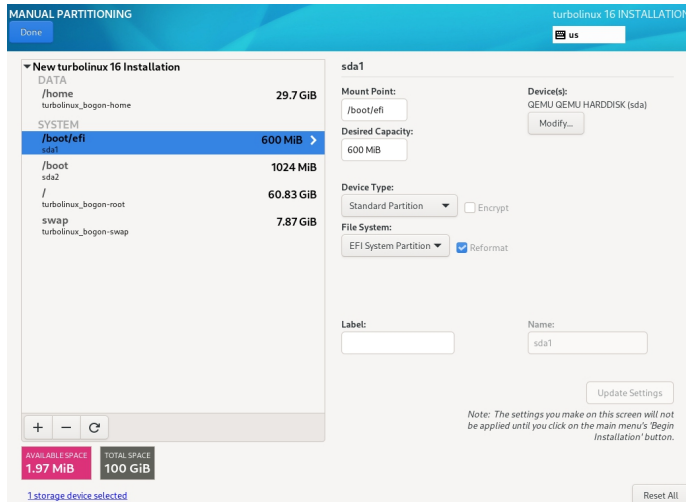 MANUAL PARTITIONING
turbolinux 16 INSTALLATION
Done
us
New turbolinux 16 Installation
DATA
/home
29.7 GiB
turbolinux_bogon-home
SYSTEM
/boot/efi
600 MiB
sda1
/boot
1024 MiB
sda2
/
60.83 GiB
turbolinux_bogon-root
swap
7.87 GiB
turbolinux_bogon-swap
AVAILABLE SPACE
1.97 MiB
TOTAL SPACE
100 GiB
1 storage device selected
sda1
Mount Point:
/boot/efi
Device(s):
QEMU QEMU HARDDISK (sda)
Modify...
Desired Capacity:
600 MiB
Device Type:
Standard Partition
Encrypt
File System:
EFI System Partition
Reformat
Label:
Name:
sda1
Update Settings
Note: The settings you make on this screen will not
be applied until you click on the main menu's 'Begin
Installation' button.
Reset All